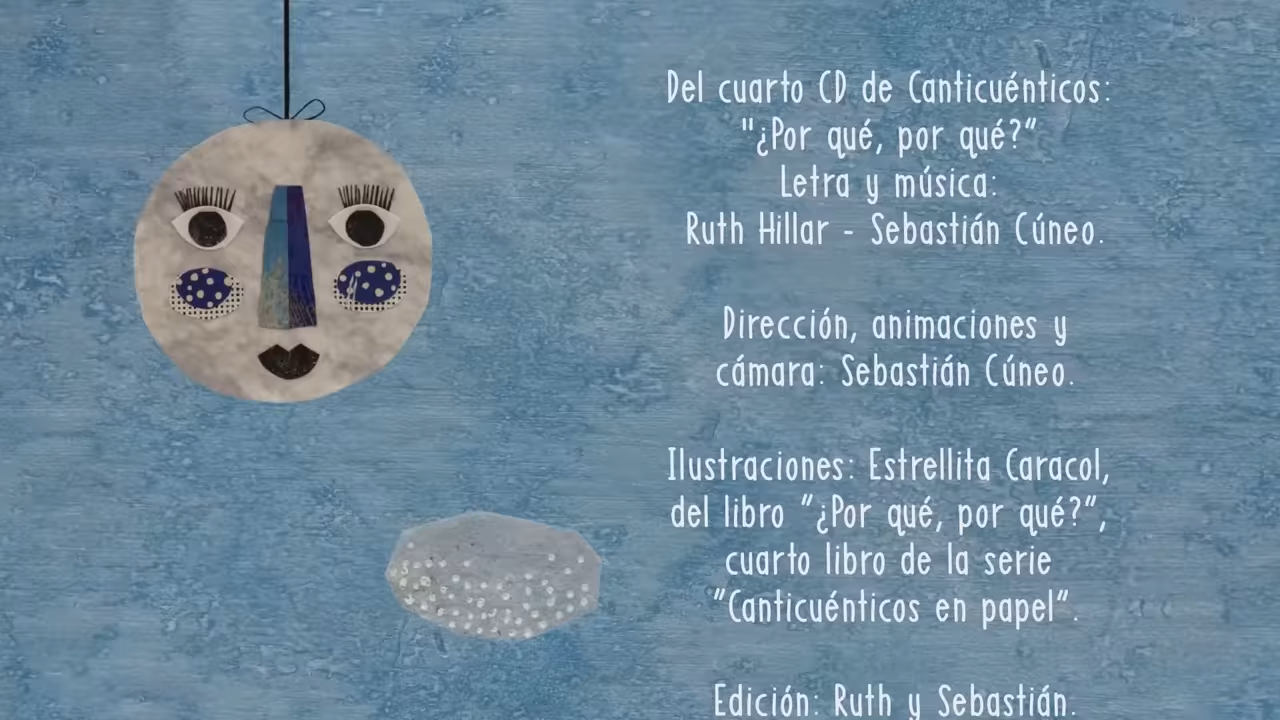 Del cuarto CD de Canticuénticos:
"¿Por qué, por qué?"
Letra y música:
Ruth Hillar - Sebastián Cúneo.
Dirección, animaciones y
cámara: Sebastián Cúneo.
Ilustraciones: Estrellita Caracol,
del libro "¿Por qué, por qué?",
cuarto libro de la serie
"Canticuénticos en papel".
Edición: Ruth y Sebastián.